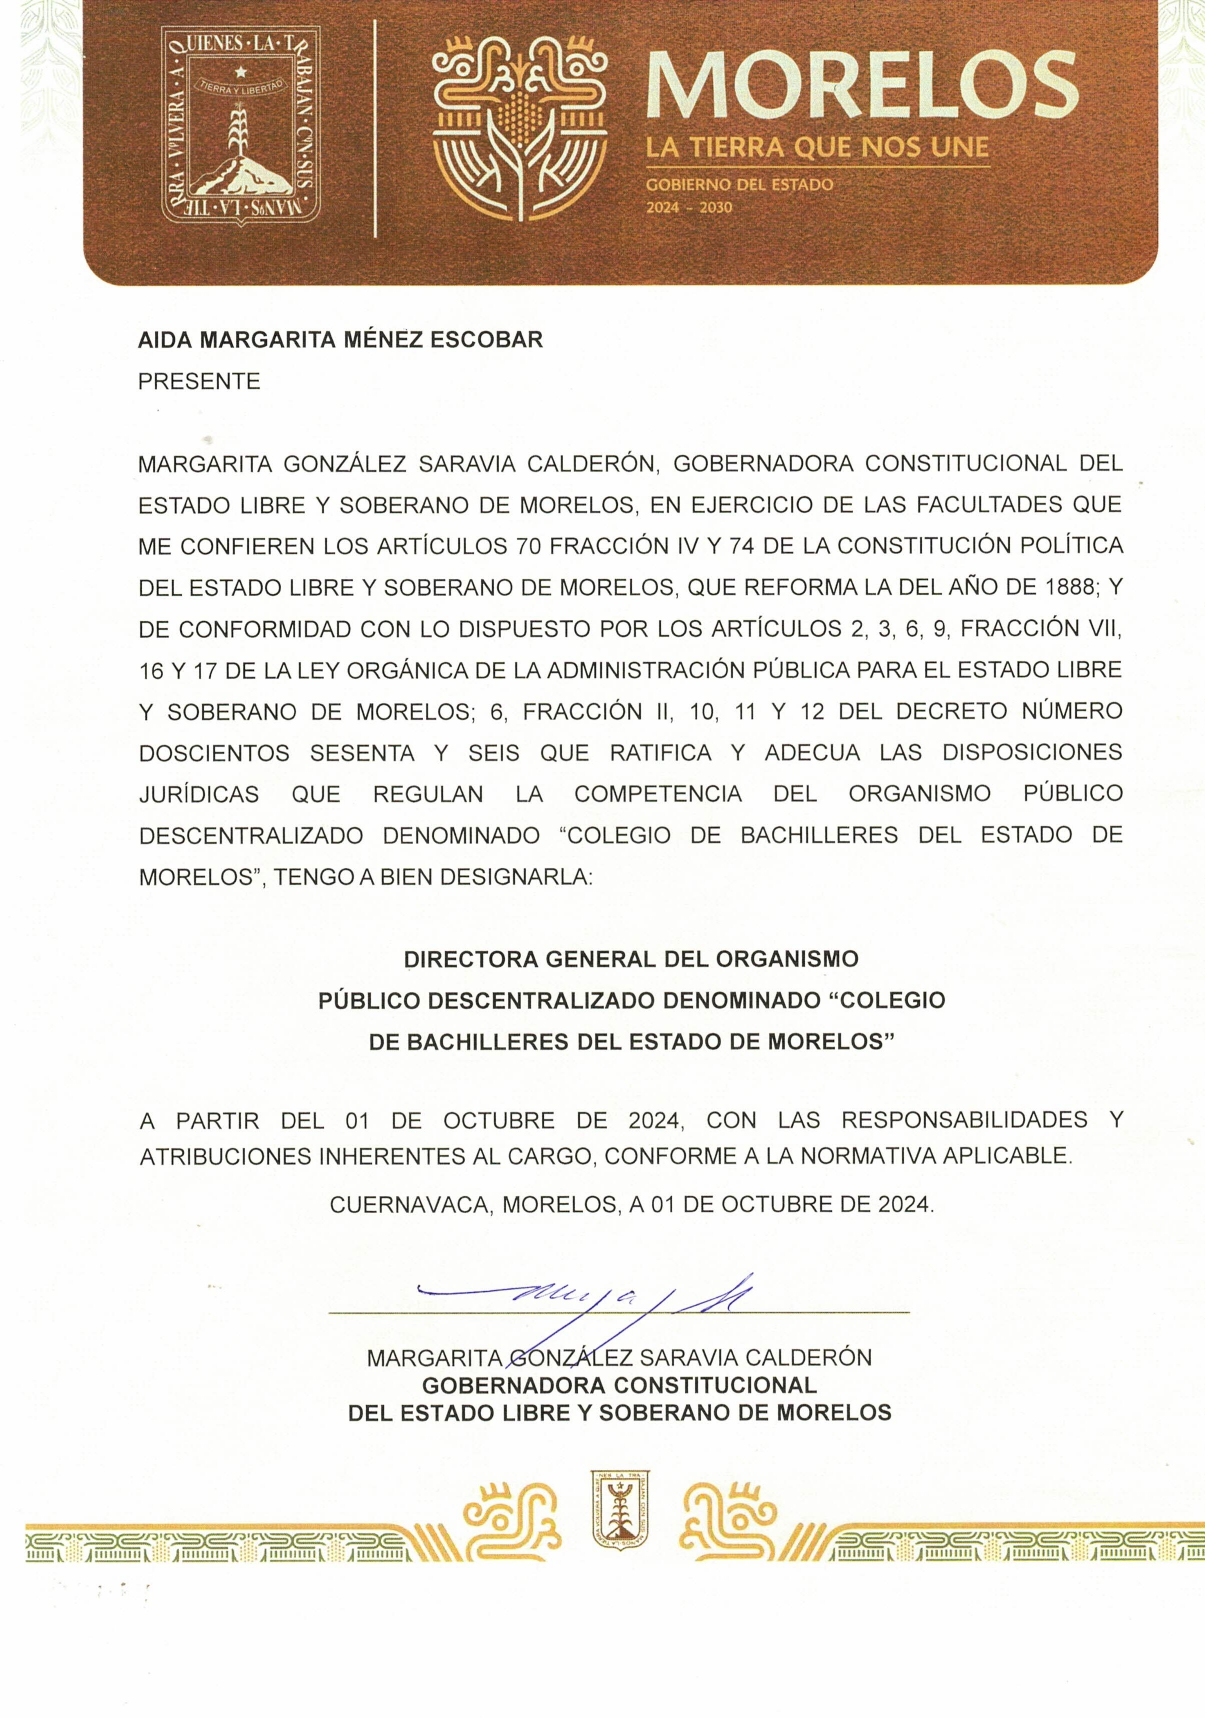 TIERRA VOLVERA A QUIENES LA TRABAJAN CON SUS MANOS LA
TIERRA Y LIBERTAD
MORELOS
LA TIERRA QUE NOS UNE
GOBIERNO DEL ESTADO
2024 - 2030
AIDA MARGARITA MÉNEZ ESCOBAR
PRESENTE
MARGARITA GONZÁLEZ SARAVIA CALDERÓN, GOBERNADORA CONSTITUCIONAL DEL
ESTADO LIBRE Y SOBERANO DE MORELOS, EN EJERCICIO DE LAS FACULTADES QUE
ME CONFIEREN LOS ARTÍCULOS 70 FRACCIÓN IV Y 74 DE LA CONSTITUCIÓN POLÍTICA
DEL ESTADO LIBRE Y SOBERANO DE MORELOS, QUE REFORMA LA DEL AÑO DE 1888; Y
DE CONFORMIDAD CON LO DISPUESTO POR LOS ARTÍCULOS 2, 3, 6, 9, FRACCIÓN VII,
16 Y 17 DE LA LEY ORGÁNICA DE LA ADMINISTRACIÓN PÚBLICA PARA EL ESTADO LIBRE
Y SOBERANO DE MORELOS; 6, FRACCIÓN II, 10, 11 Y 12 DEL DECRETO NÚMERO
DOSCIENTOS SESENTA Y SEIS QUE RATIFICA Y ADECUA LAS DISPOSICIONES
JURÍDICAS QUE REGULAN LA COMPETENCIA DEL ORGANISMO PÚBLICO
DESCENTRALIZADO DENOMINADO “COLEGIO DE BACHILLERES DEL ESTADO DE
MORELOS”, TENGO A BIEN DESIGNARLA:
DIRECTORA GENERAL DEL ORGANISMO
PÚBLICO DESCENTRALIZADO DENOMINADO “COLEGIO
DE BACHILLERES DEL ESTADO DE MORELOS”
A PARTIR DEL 01 DE OCTUBRE DE 2024, CON LAS RESPONSABILIDADES Y
ATRIBUCIONES INHERENTES AL CARGO, CONFORME A LA NORMATIVA APLICABLE.
CUERNAVACA, MORELOS, A 01 DE OCTUBRE DE 2024.
MARGARITA GONZÁLEZ SARAVIA CALDERÓN
GOBERNADORA CONSTITUCIONAL
DEL ESTADO LIBRE Y SOBERANO DE MORELOS